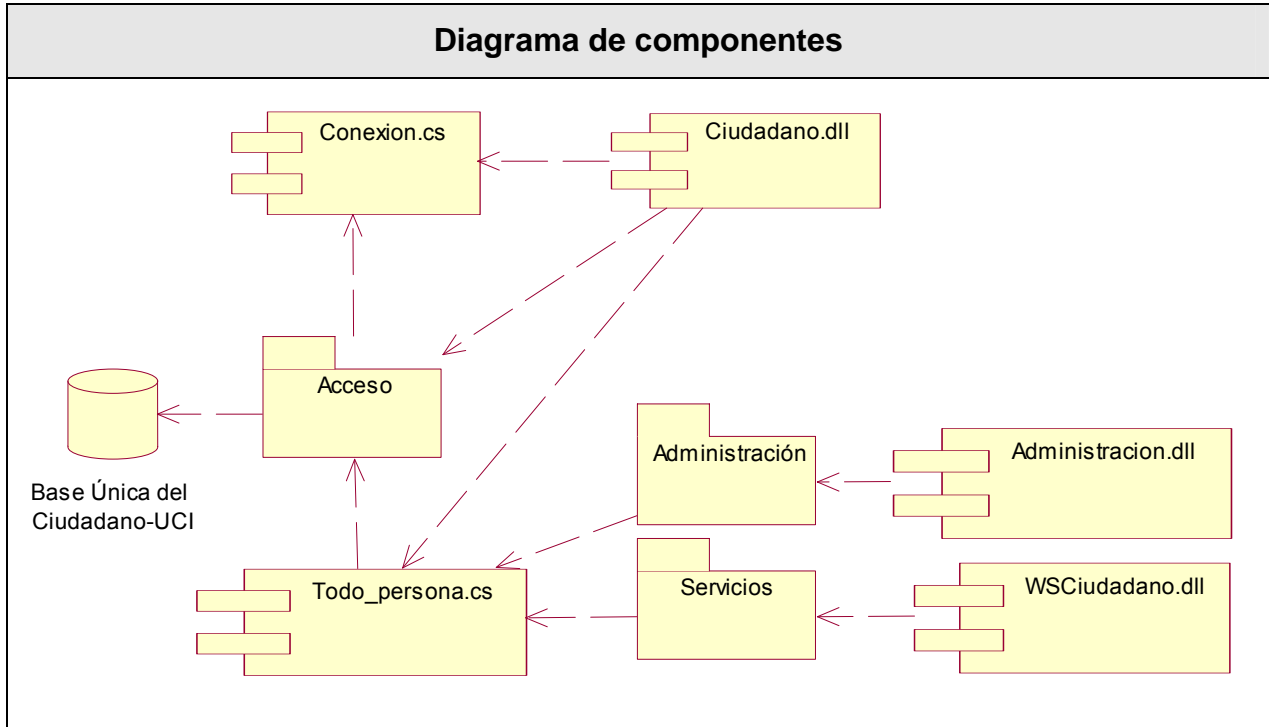 Diagrama de componentes
Conexion.cs
Ciudadano.dll
Acceso
Base Única del
Ciudadano-UCI
Administración
Administracion.dll
Todo_persona.cs
Servicios
WSCiudadano.dll